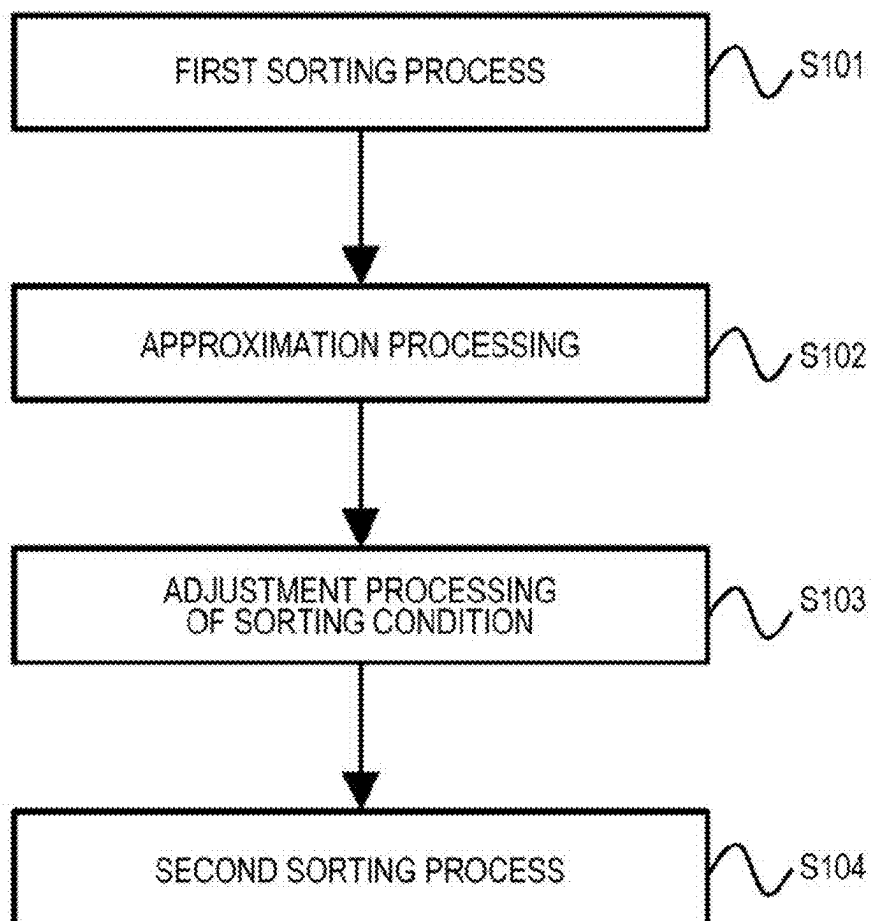 FIRST SORTING PROCESS
S101
APPROXIMATION PROCESSING
S102
ADJUSTMENT PROCESSING
OF SORTING CONDITION
S103
SECOND SORTING PROCESS
S104